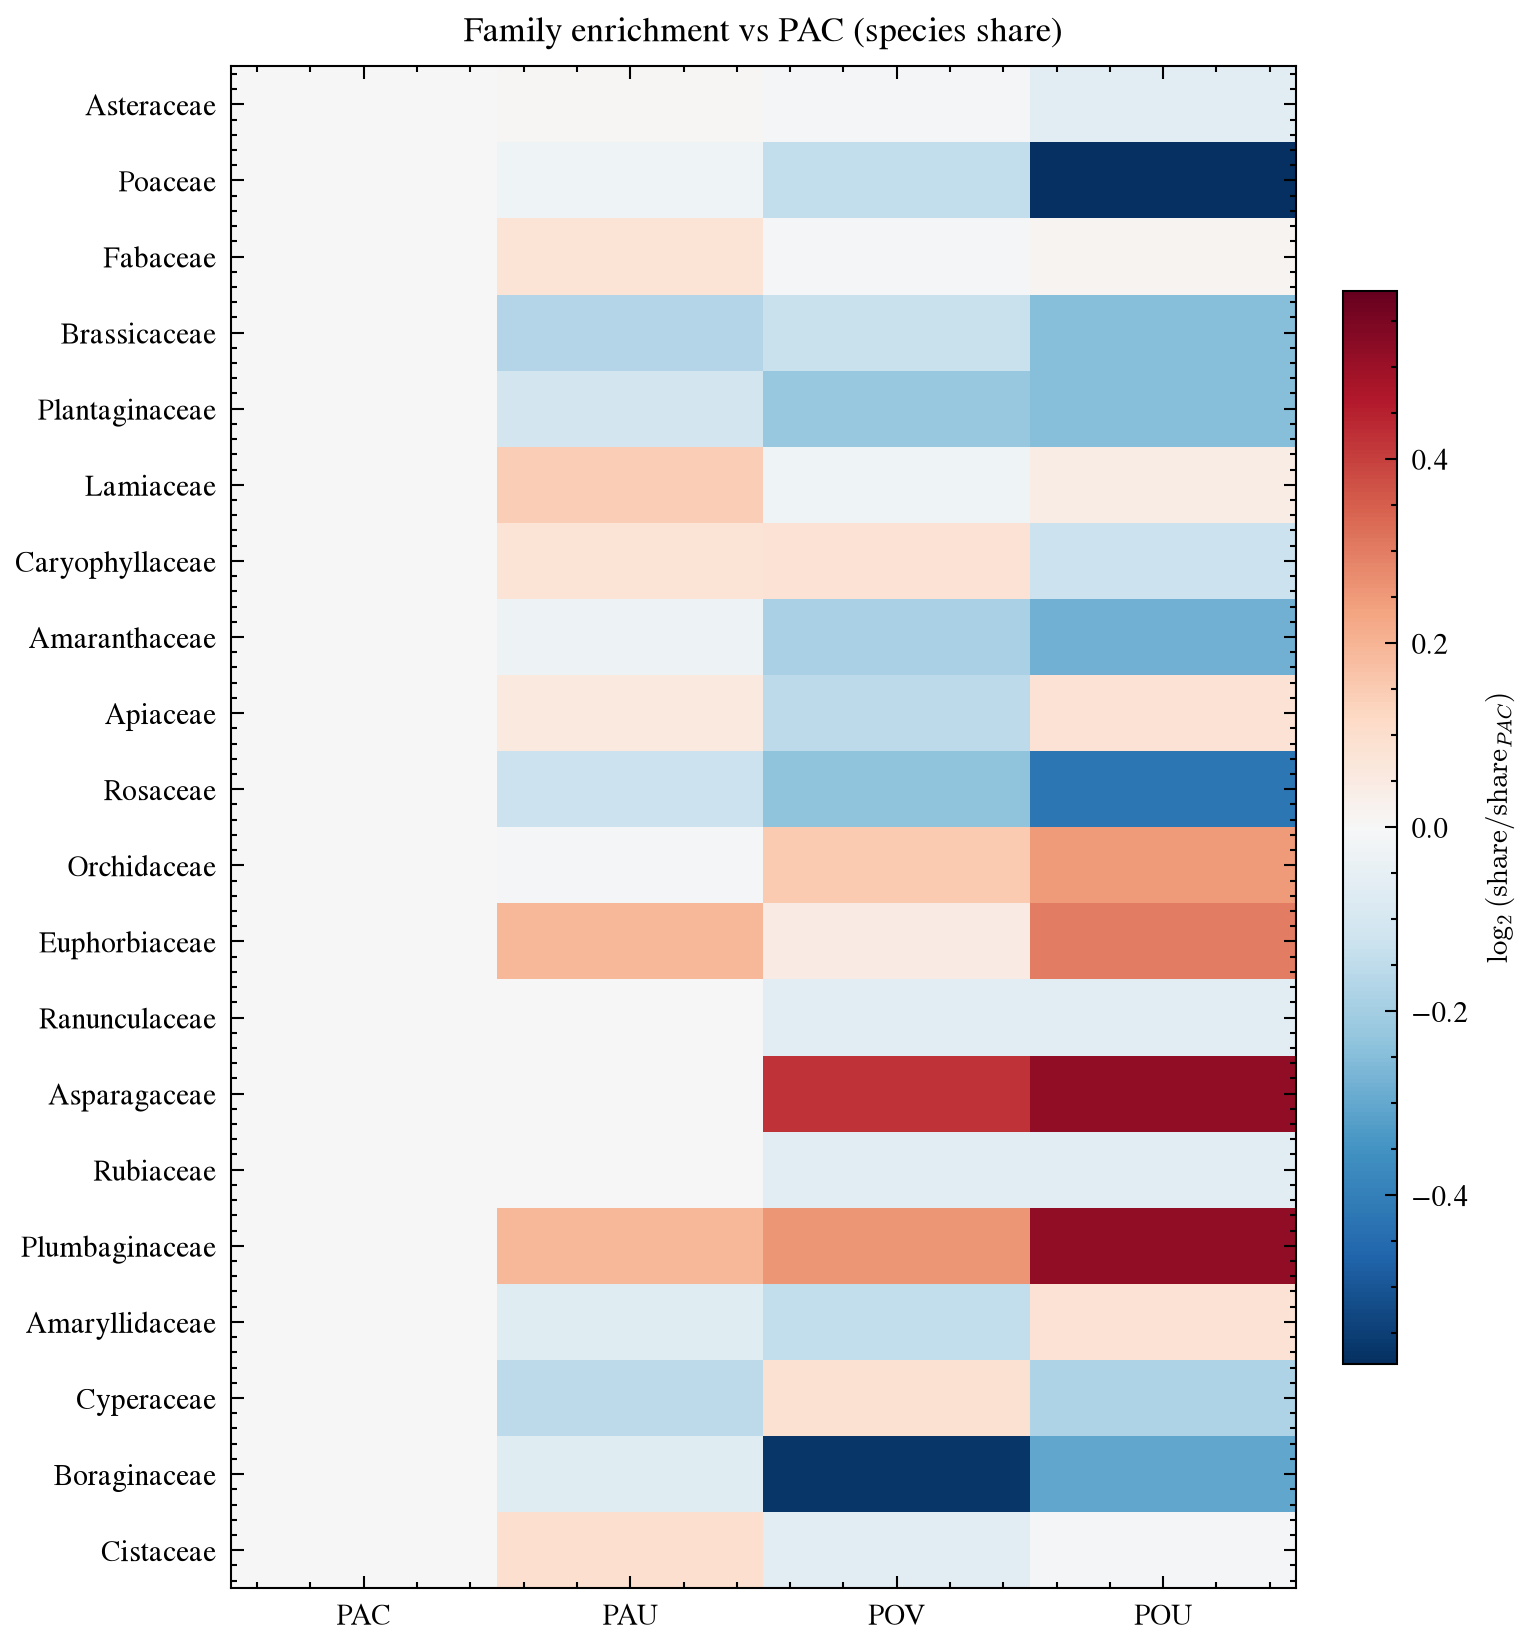 Family enrichment vs PAC (species share)
Asteraceae
Poaceae
Fabaceae
Brassicaceae
Plantaginaceae
Lamiaceae
Caryophyllaceae
Amaranthaceae
Apiaceae
Rosaceae
Orchidaceae
Euphorbiaceae
Ranunculaceae
Asparagaceae
Rubiaceae
Plumbaginaceae
Amaryllidaceae
Cyperaceae
Boraginaceae
Cistaceae
PAC PAU POV POU
0.4
0.2
0.0
−0.2
−0.4
log₂ (share/share_PAC)